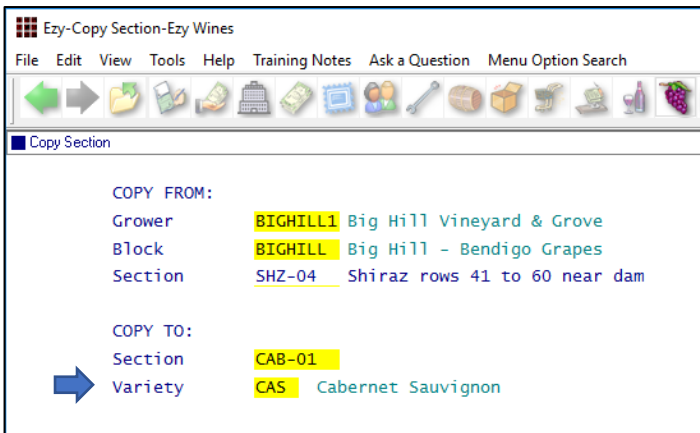 Ezy-Copy Section-Ezy Wines
File Edit View Tools Help Training Notes Ask a Question Menu Option Search
Copy Section
COPY FROM:
Grower BIGHILL1 Big Hill Vineyard & Grove
Block BIGHILL Big Hill - Bendigo Grapes
Section SHZ-04 Shiraz rows 41 to 60 near dam
COPY TO:
Section CAB-01
Variety CAS Cabernet Sauvignon